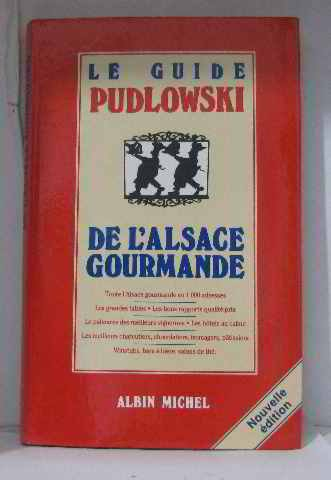 LE GUIDE
PUDLOWSKI
DE L'ALSACE
GOURMANDE
Toute l'Alsace gourmande en 1 000 adresses
Les grandes tables • Les bons rapports qualité-prix
Le palmarès des meilleurs vignerons • Les hôtels au calme
Les meilleurs charcutiers, chocolatiers, fromagers, pâtissiers
Winstubs, bars à bière, salons de thé.
ALBIN MICHEL
Nouvelle
édition